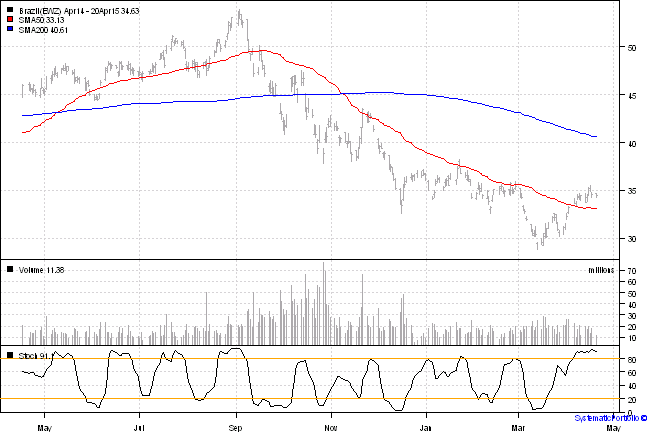 Brazil(EWZ) Apr14 - 20Apr15 34.63
SMA50 33.13
SMA200 40.61
50
45
40
35
30
Volume 11.38
millions
70
60
50
40
30
20
10
Stoch 91.1
80
60
40
20
0
May Jul Sep Nov Jan Mar May
SystematicPortfolio ©